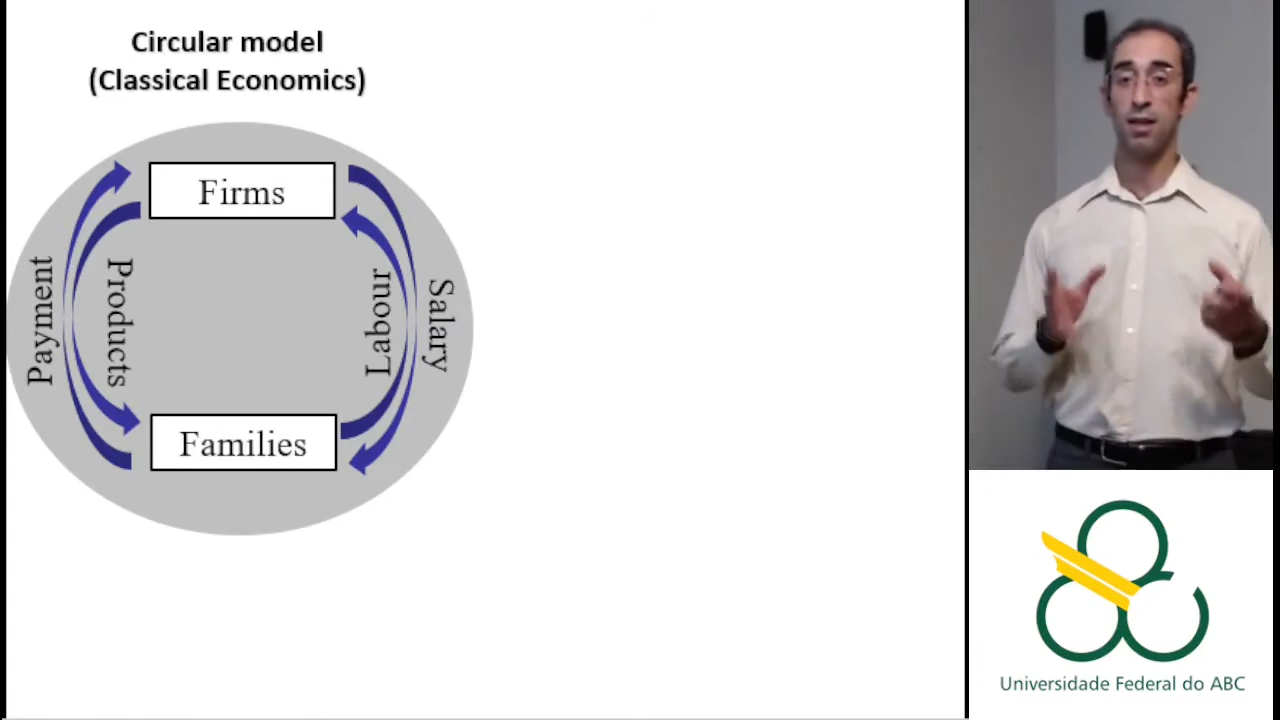 Circular model
(Classical Economics)
Firms
Payment
Products
Labour
Salary
Families
Universidade Federal do ABC